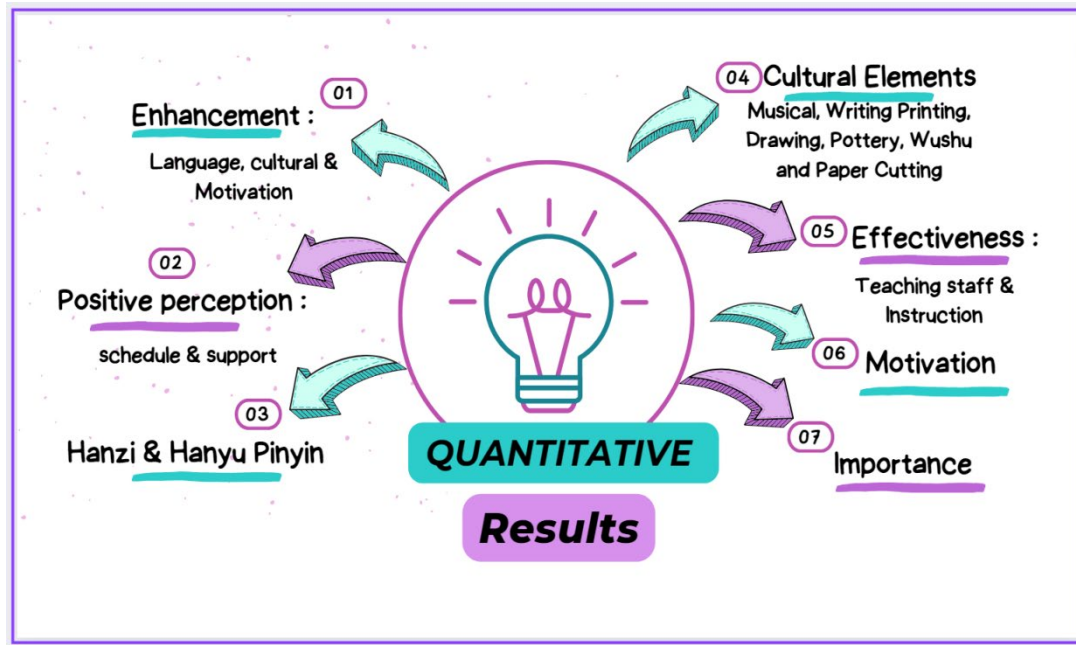 01
Enhancement :
Language, cultural &
Motivation
02
Positive perception :
schedule & support
03
Hanzi & Hanyu Pinyin
04 Cultural Elements
Musical, Writing Printing,
Drawing, Pottery, Wushu
and Paper Cutting
05 Effectiveness :
Teaching staff &
Instruction
06 Motivation
07
Importance
QUANTITATIVE
Results